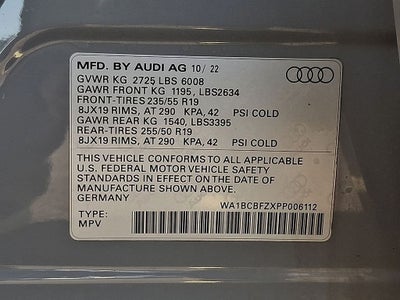 MFD. BY AUDI AG 10/ 22
GVWR KG 2725 LBS 6008
GAWR FRONT KG 1195, LBS2634
FRONT-TIRES 235/55 R19
8JX19 RIMS, AT 290 KPA, 42 PSI COLD
GAWR REAR KG 1540, LBS3395
REAR-TIRES 255/50 R19
8JX19 RIMS, AT 290 KPA, 42 PSI COLD
THIS VEHICLE CONFORMS TO ALL APPLICABLE
U.S. FEDERAL MOTOR VEHICLE SAFETY
STANDARDS IN EFFECT ON THE DATE OF
MANUFACTURE SHOWN ABOVE.
GERMANY
WA1BCBFZXPP006112
TYPE:
MPV